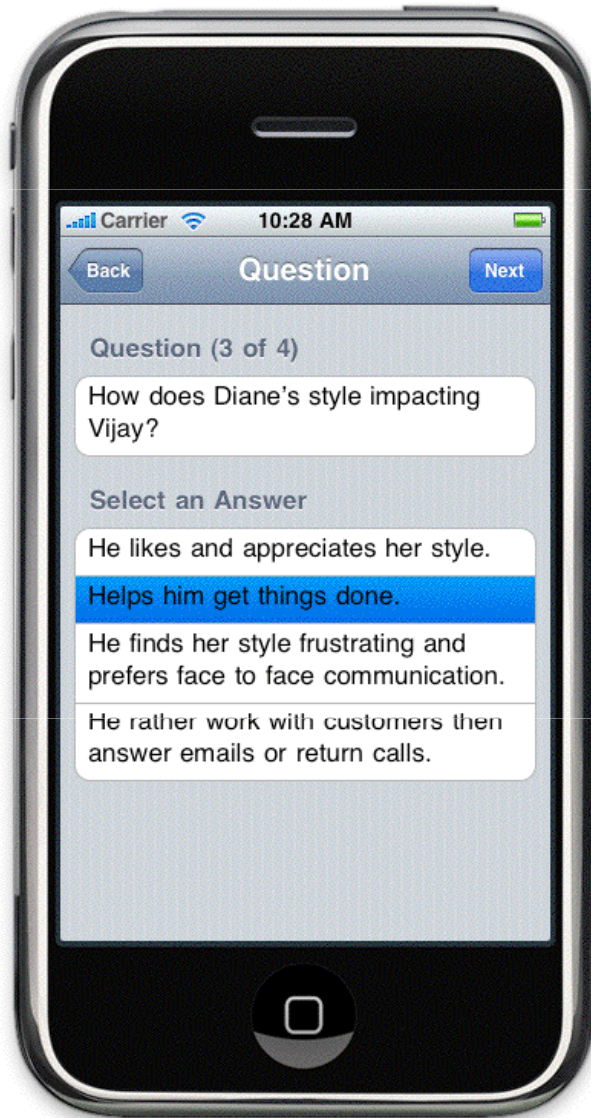 Carrier 10:28 AM
Back Question Next
Question (3 of 4)
How does Diane's style impacting
Vijay?
Select an Answer
He likes and appreciates her style.
Helps him get things done.
He finds her style frustrating and
prefers face to face communication.
He rather work with customers then
answer emails or return calls.